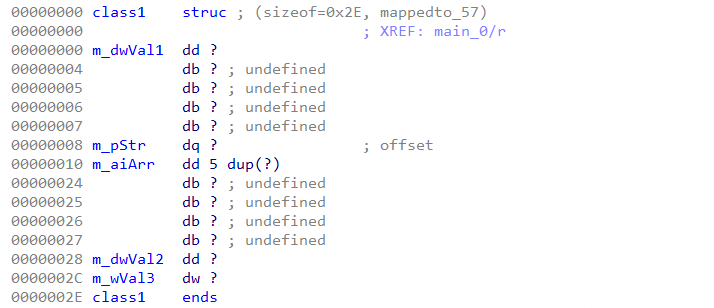 00000000 class1 struc ; (sizeof=0x2E, mappedto_57)
00000000 ; XREF: main_0/r
00000000 m_dwVal1 dd ?
00000004 db ? ; undefined
00000005 db ? ; undefined
00000006 db ? ; undefined
00000007 db ? ; undefined
00000008 m_pStr dq ? ; offset
00000010 m_aiArr dd 5 dup(?)
00000024 db ? ; undefined
00000025 db ? ; undefined
00000026 db ? ; undefined
00000027 db ? ; undefined
00000028 m_dwVal2 dd ?
0000002C m_wVal3 dw ?
0000002E class1 ends